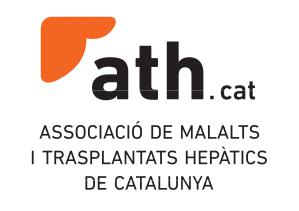 ath.cat
ASSOCIACIÓ DE MALALTS
I TRASPLANTATS HEPÀTICS
DE CATALUNYA